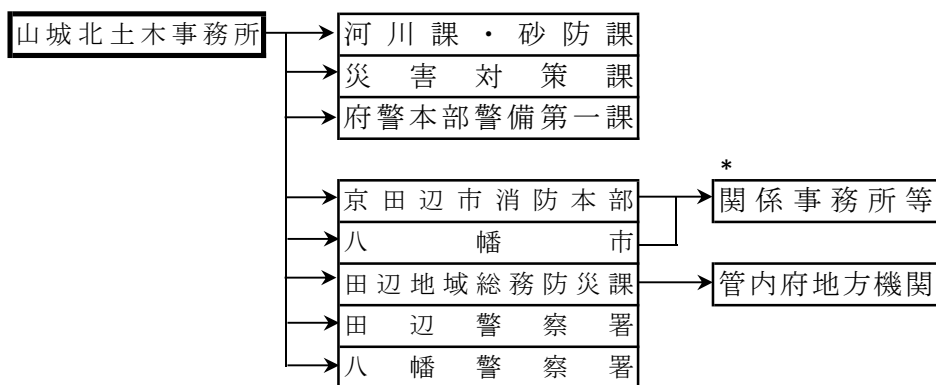 山城北土木事務所
河川課・砂防課
災害対策課
府警本部警備第一課
*
京田辺市消防本部
関係事務所等
八幡市
田辺地域総務防災課
管内府地方機関
田辺警察署
八幡警察署